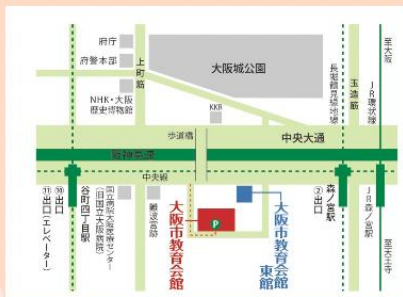 府庁
府警本部
上町筋
大阪城公園
NHK・大阪
歴史博物館
KKR
歩道橋
中央大通
阪神高速
中央線
長堀鶴見緑地線
玉造筋
JR環状線
至大阪
⑪出口(エレベーター)
⑩出口
谷町四丁目駅
国立病院大阪医療センター
(旧国立大阪病院)
難波宮跡
大阪市教育会館
P
大阪市教育会館
東館
②出口
森ノ宮駅
JR森ノ宮駅
至天王寺